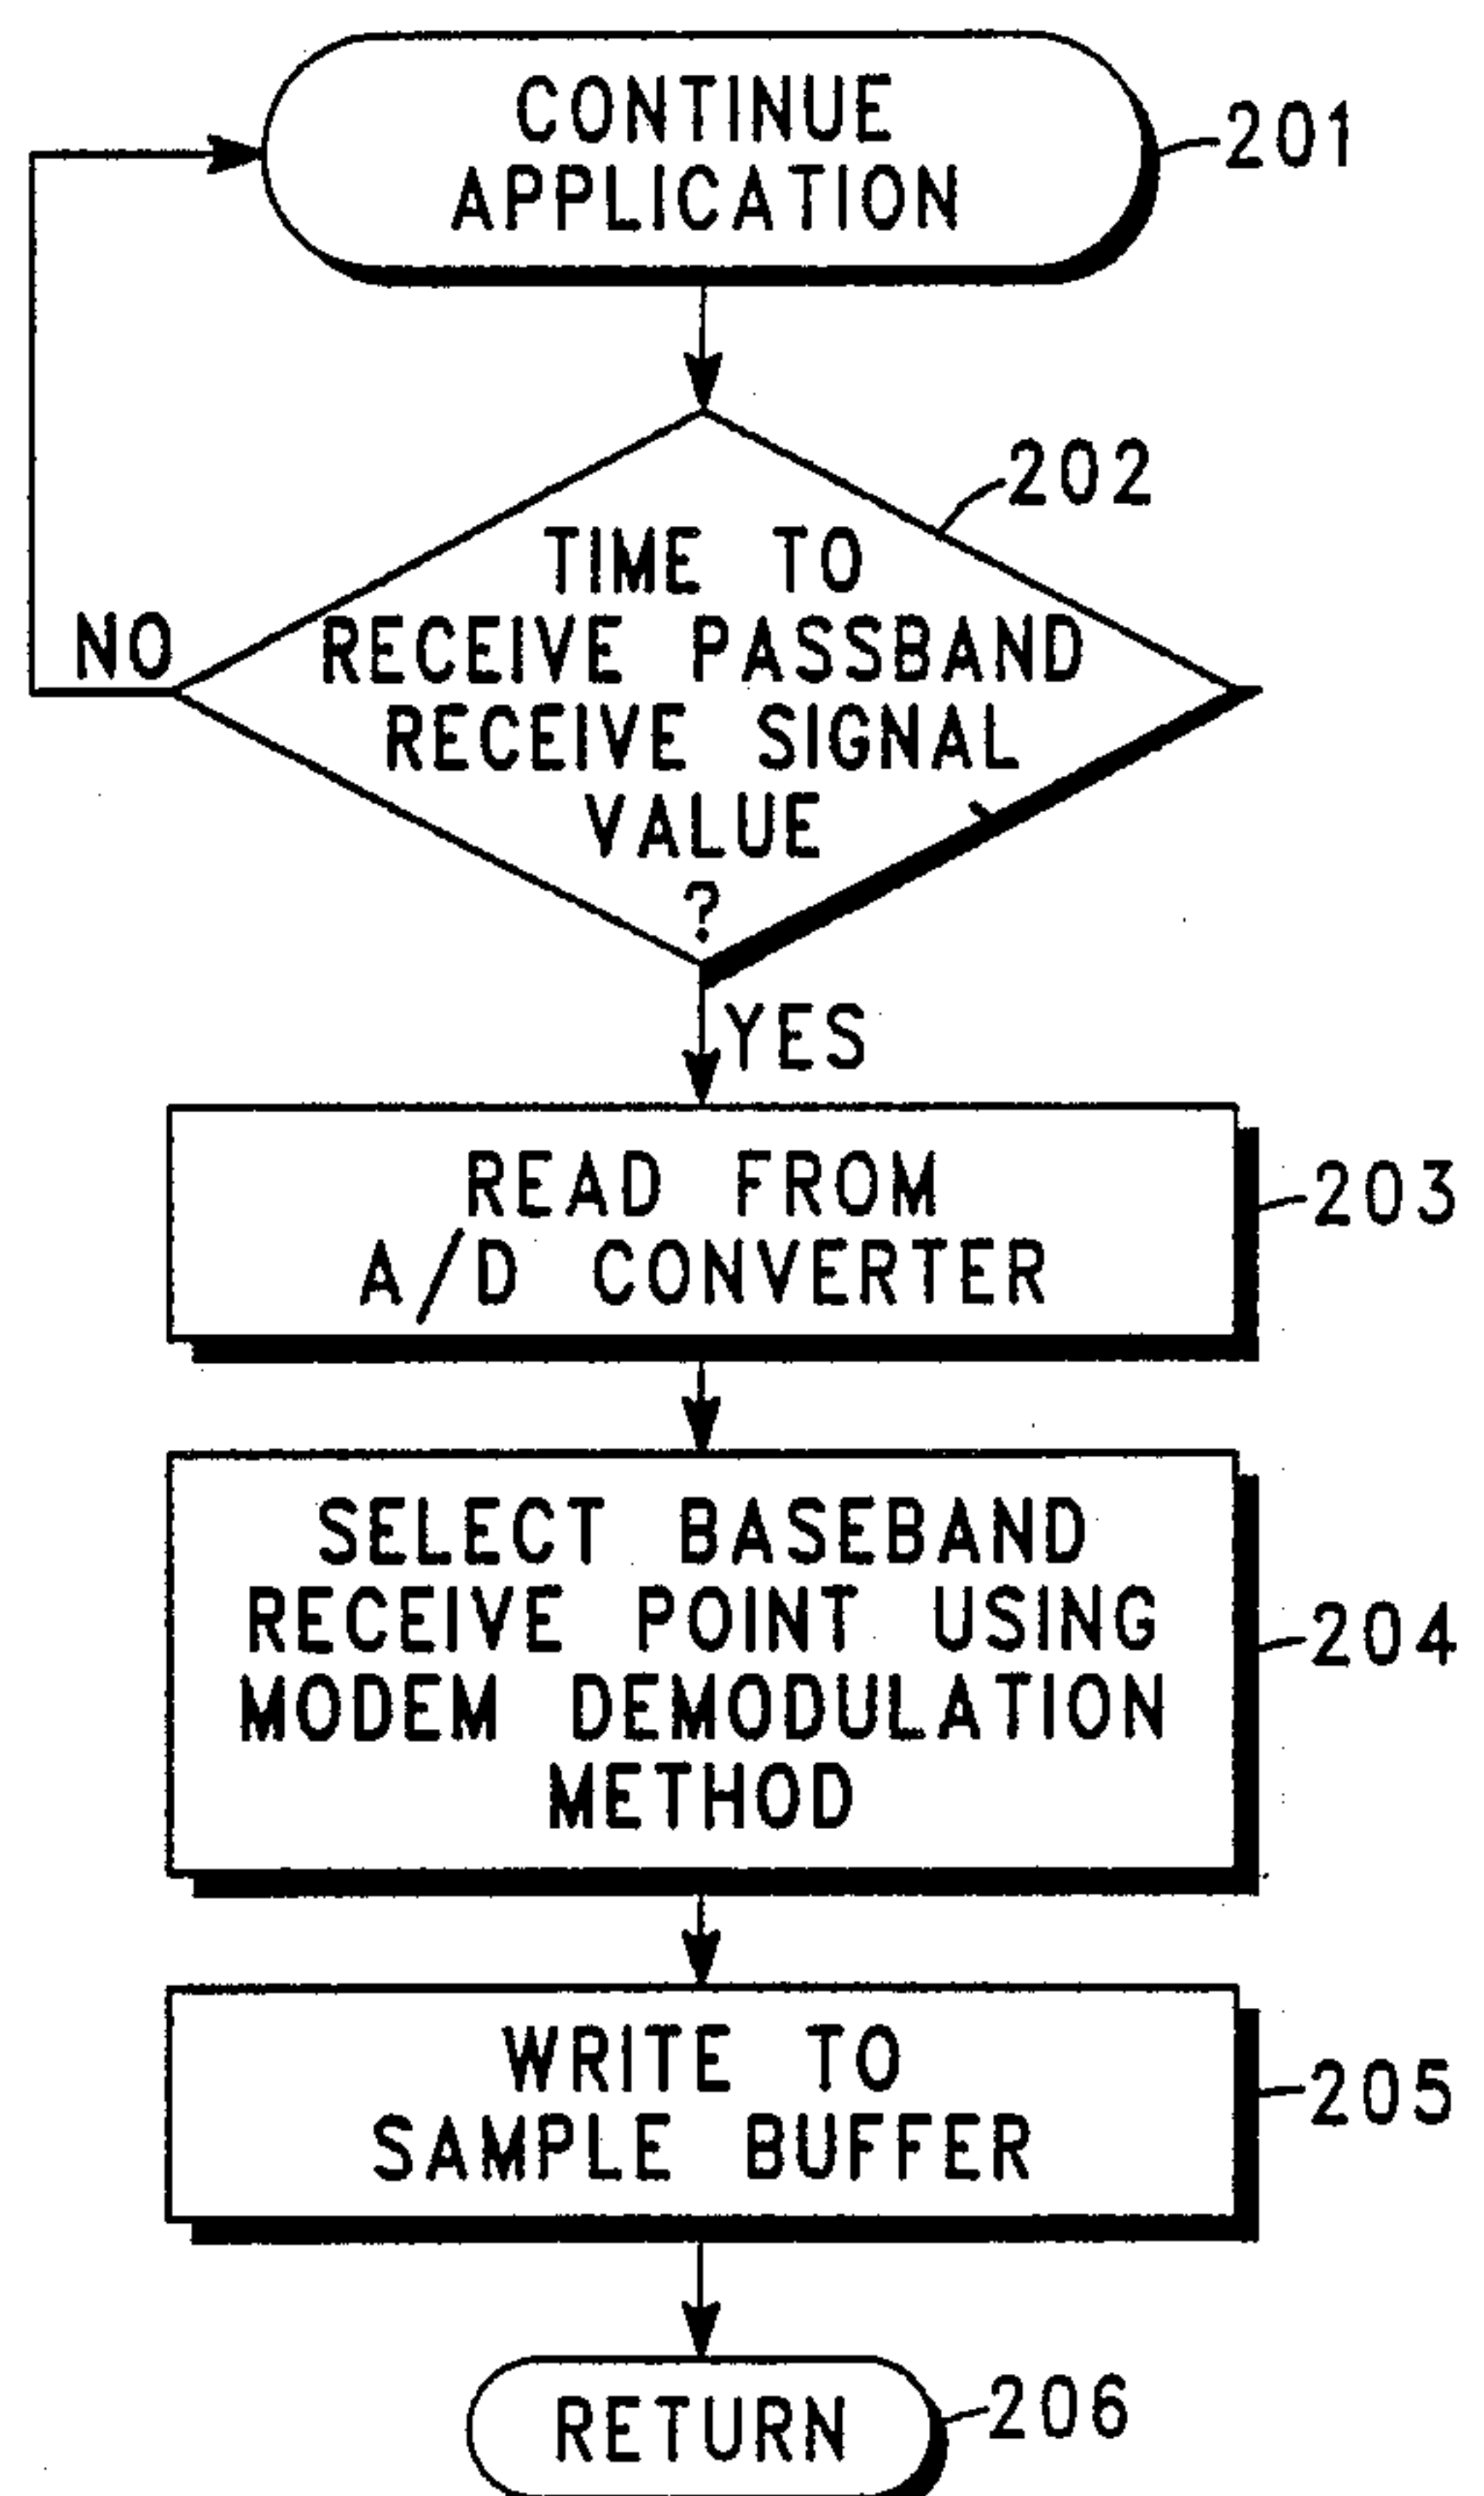 CONTINUE
APPLICATION
201
202
TIME TO
RECEIVE PASSBAND
RECEIVE SIGNAL
VALUE
?
NO
YES
READ FROM
A/D CONVERTER
203
SELECT BASEBAND
RECEIVE POINT USING
MODEM DEMODULATION
METHOD
204
WRITE TO
SAMPLE BUFFER
205
RETURN
206